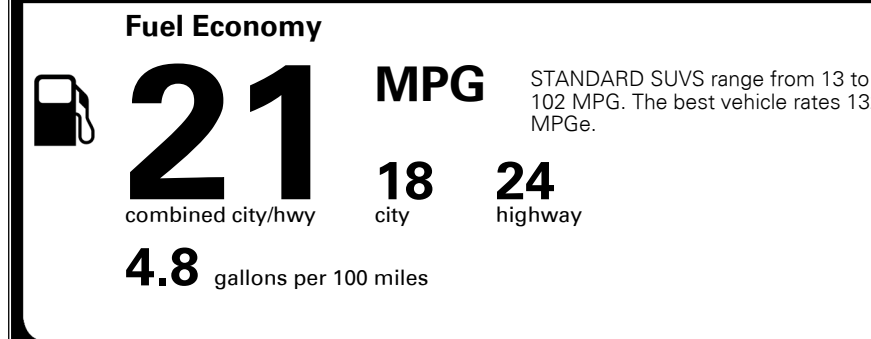 Fuel Economy
21 MPG
STANDARD SUVS range from 13 to
102 MPG. The best vehicle rates 13
MPGe.
combined city/hwy
18
city
24
highway
4.8 gallons per 100 miles